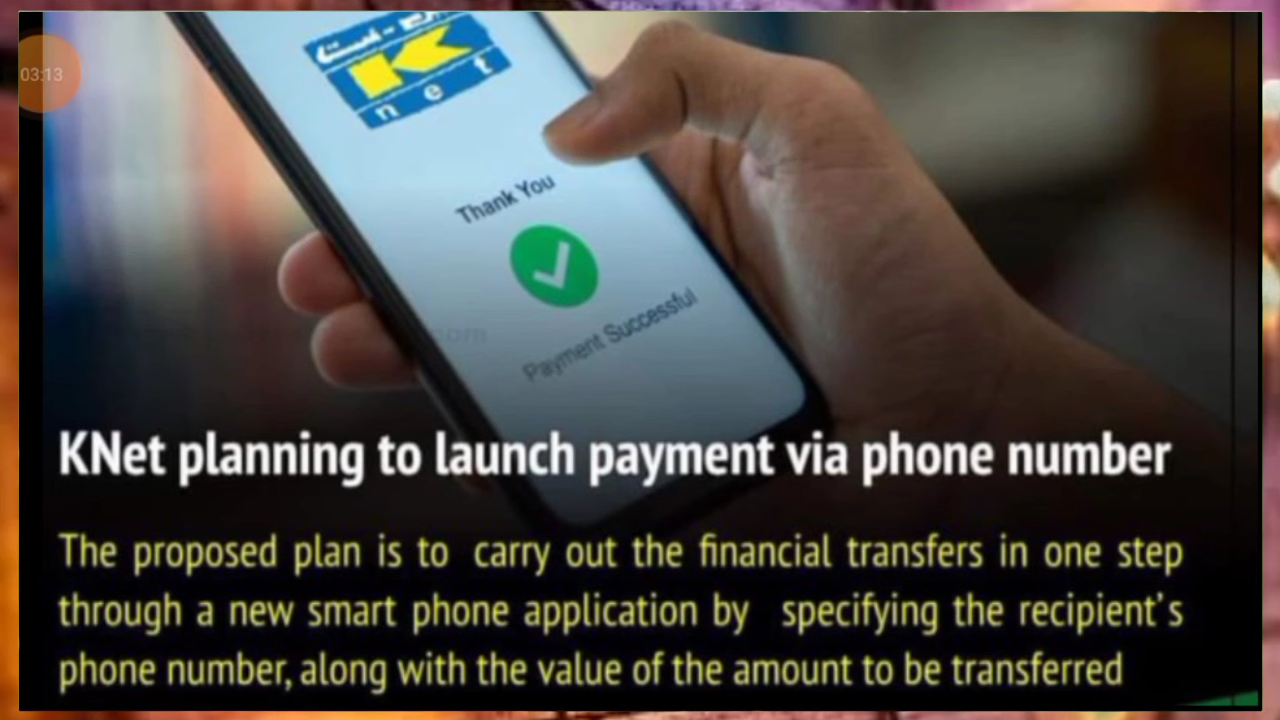 03:13
K
net
Thank You
Payment Successful
KNet planning to launch payment via phone number
The proposed plan is to carry out the financial transfers in one step
through a new smart phone application by specifying the recipient's
phone number, along with the value of the amount to be transferred